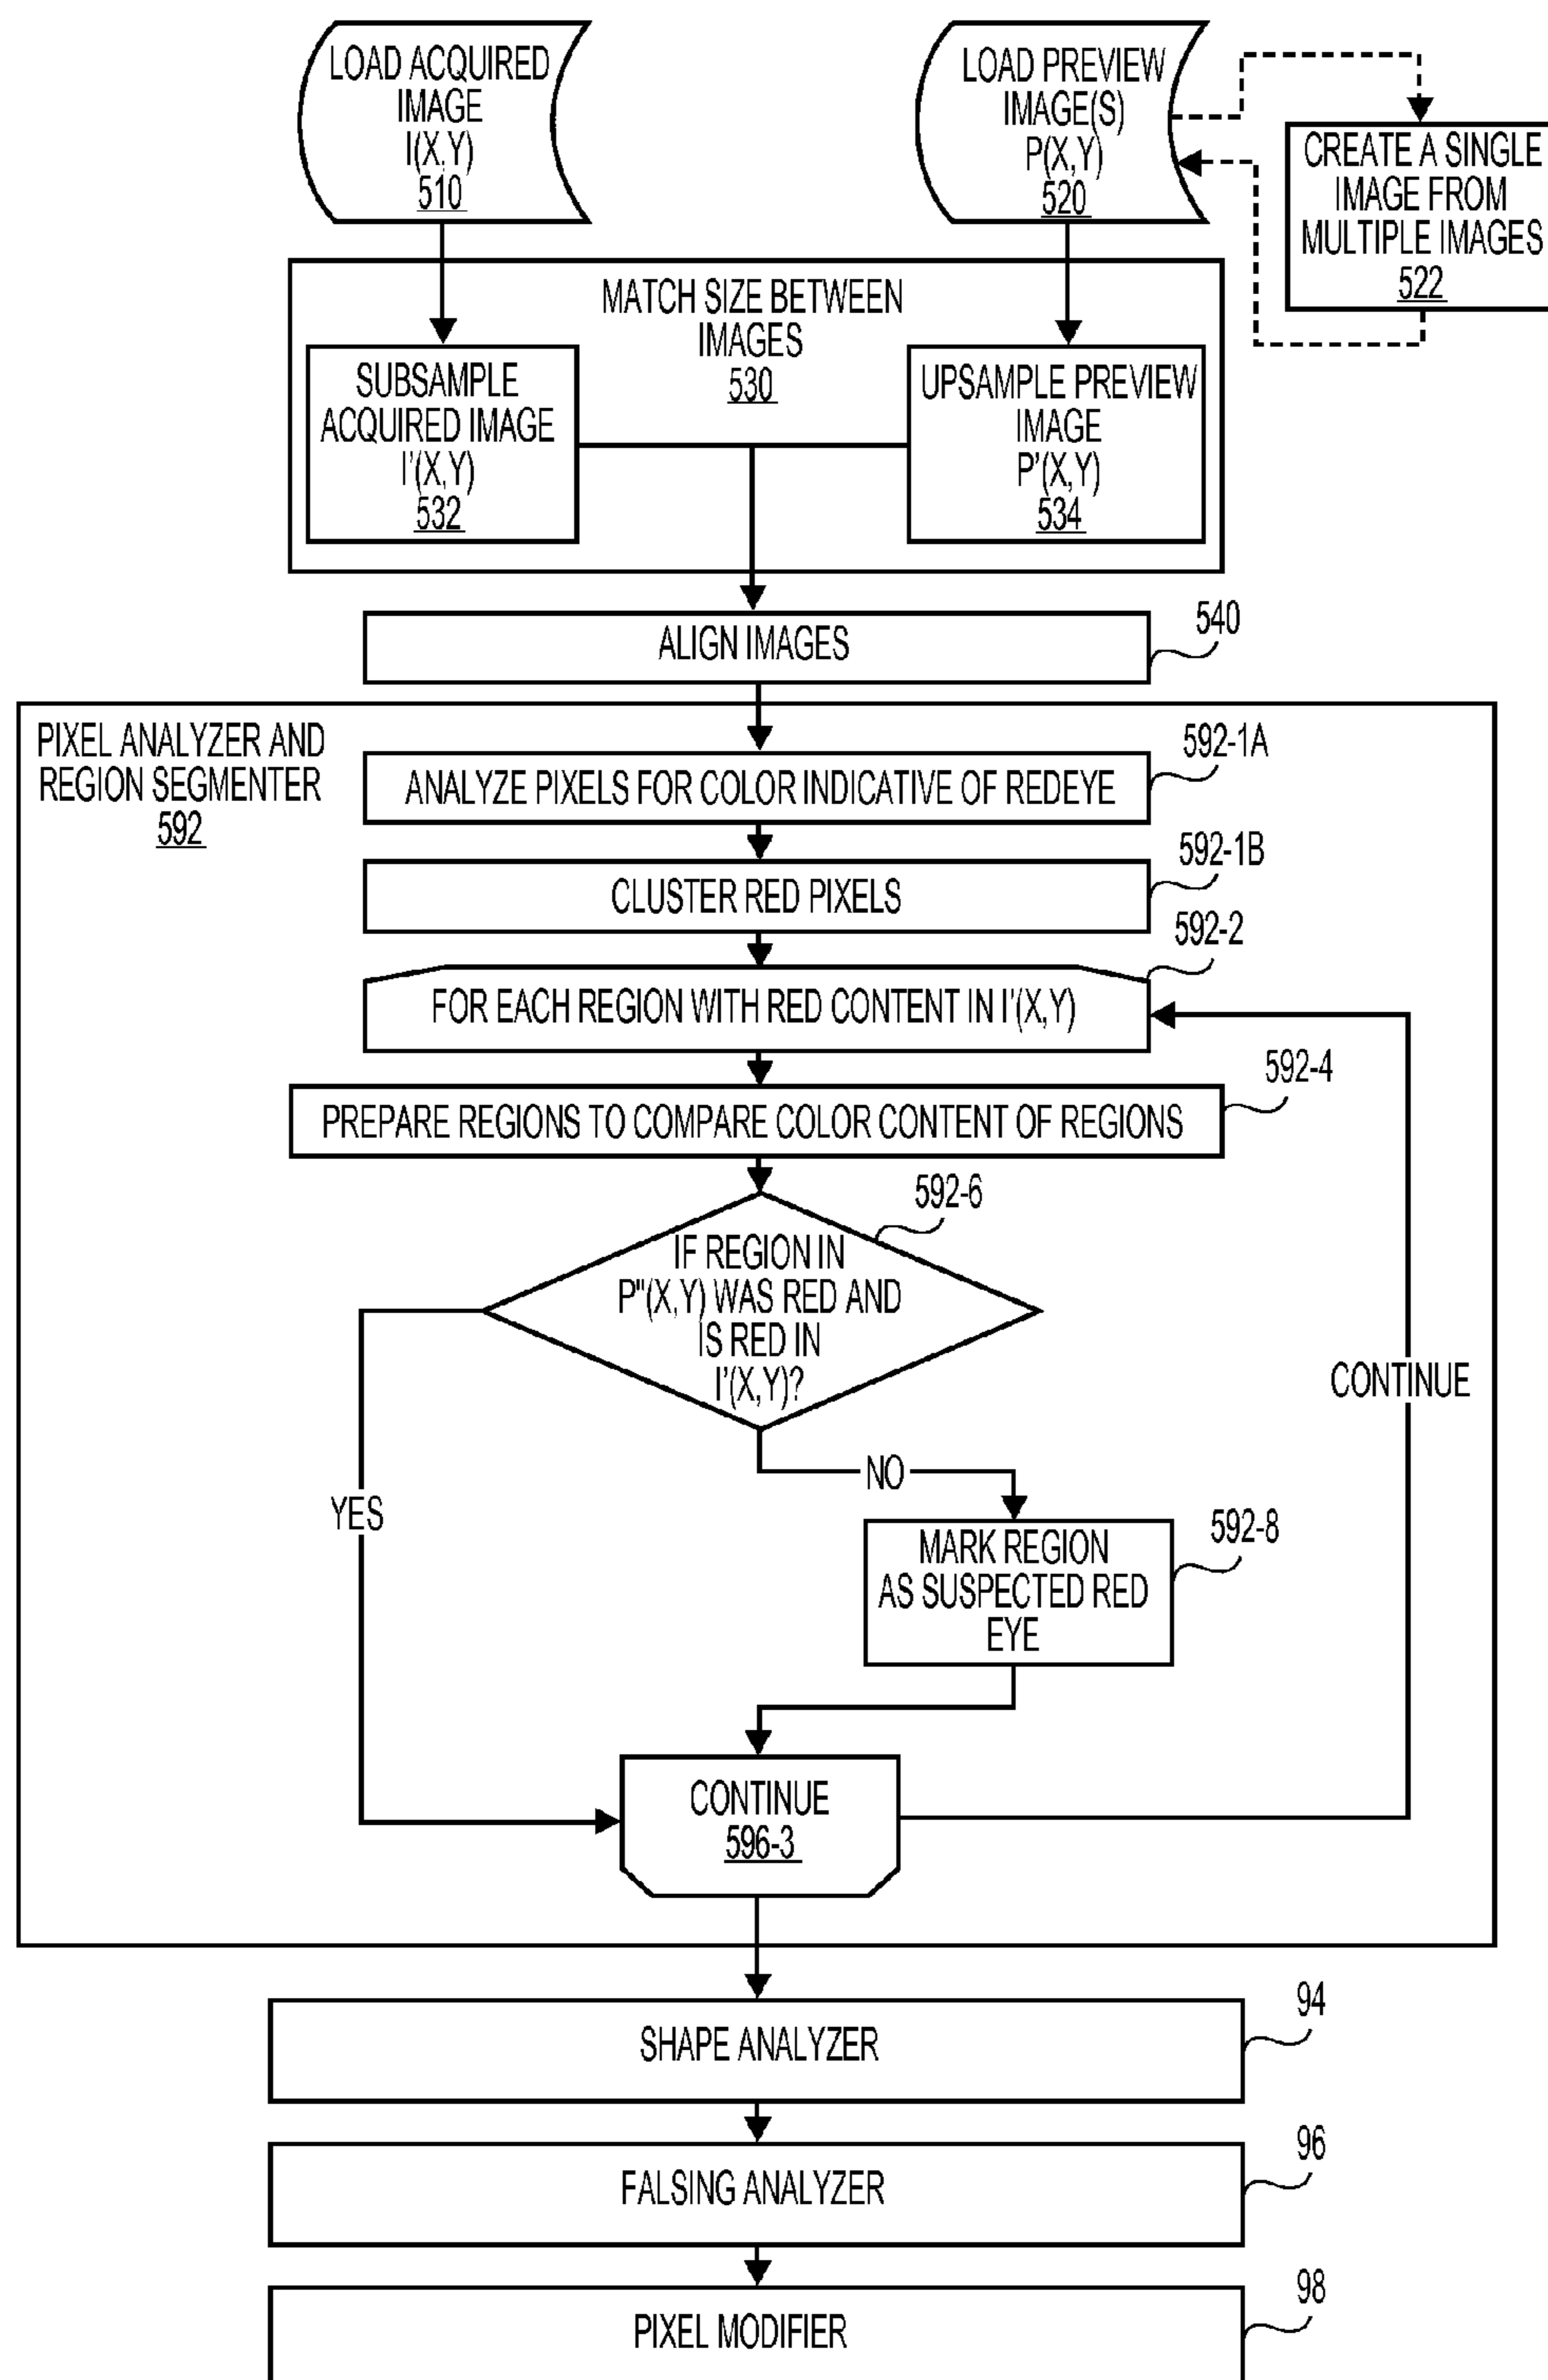 LOAD ACQUIRED
IMAGE
I(X,Y)
510
LOAD PREVIEW
IMAGE(S)
P(X,Y)
520
CREATE A SINGLE
IMAGE FROM
MULTIPLE IMAGES
522
MATCH SIZE BETWEEN
IMAGES
530
SUBSAMPLE
ACQUIRED IMAGE
I'(X,Y)
532
UPSAMPLE PREVIEW
IMAGE
P'(X,Y)
534
ALIGN IMAGES
540
PIXEL ANALYZER AND
REGION SEGMENTER
592
ANALYZE PIXELS FOR COLOR INDICATIVE OF REDEYE
592-1A
CLUSTER RED PIXELS
592-1B
FOR EACH REGION WITH RED CONTENT IN I'(X,Y)
592-2
PREPARE REGIONS TO COMPARE COLOR CONTENT OF REGIONS
592-4
IF REGION IN
P"(X,Y) WAS RED AND
IS RED IN
I'(X,Y)?
592-6
CONTINUE
NO
YES
MARK REGION
AS SUSPECTED RED
EYE
592-8
CONTINUE
596-3
SHAPE ANALYZER
94
FALSING ANALYZER
96
PIXEL MODIFIER
98